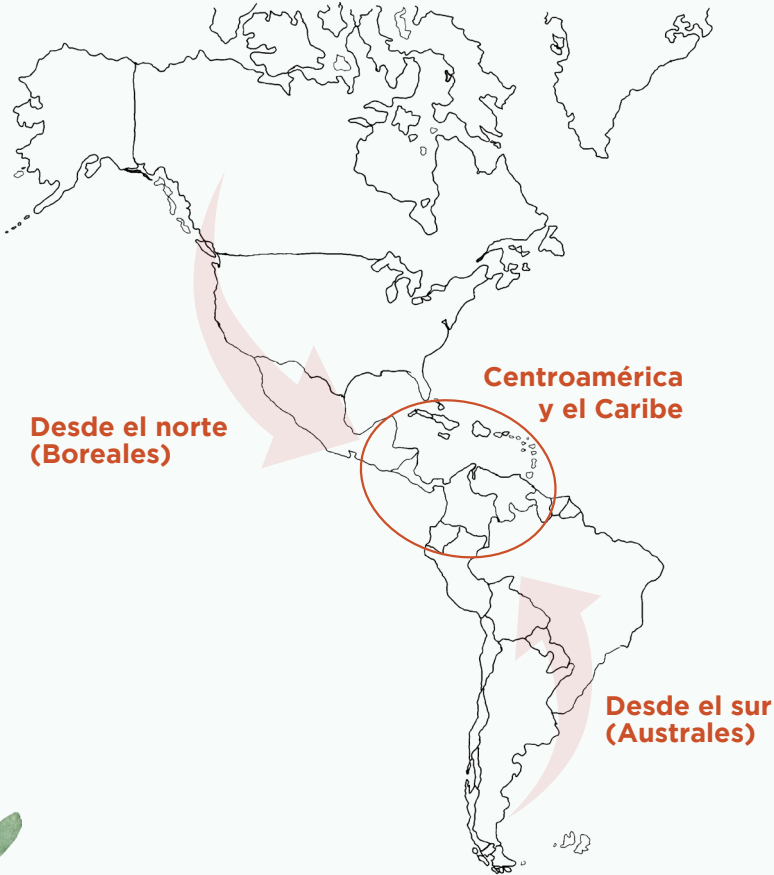 Centroamérica
y el Caribe
Desde el norte
(Boreales)
Desde el sur
(Australes)